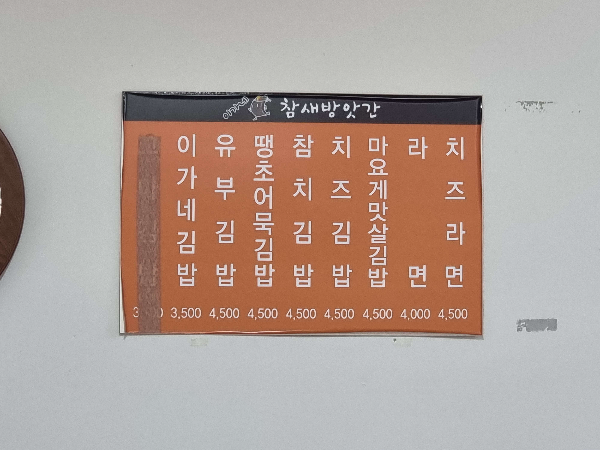 이가네 참새방앗간
이가네김밥 3,500
유부김밥 4,500
땡초어묵김밥 4,500
참치김밥 4,500
치즈김밥 4,500
마요게맛살김밥 4,500
라면 4,000
치즈라면 4,500